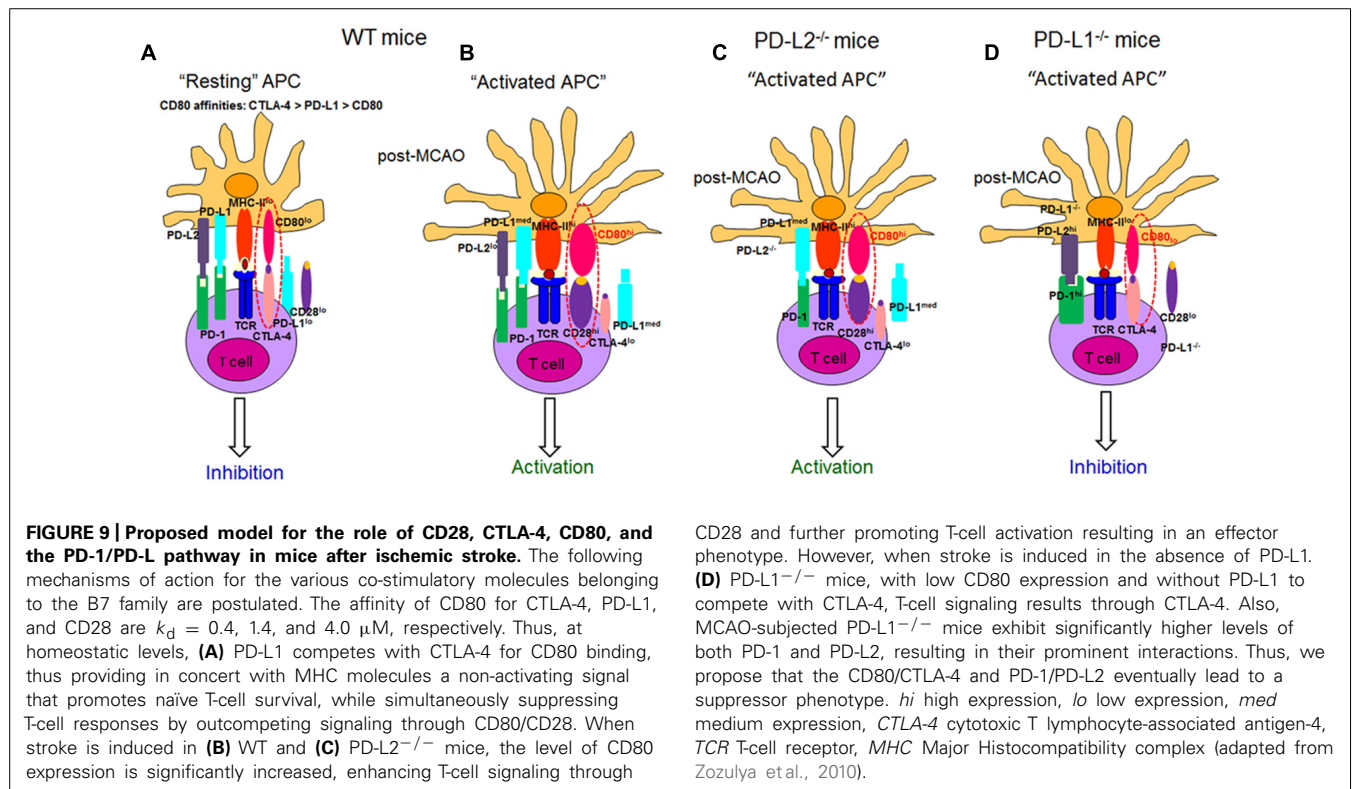 WT mice
PD-L2-/- mice
PD-L1-/- mice
A
B
C
D
"Resting" APC
"Activated APC"
"Activated APC"
"Activated APC"
CD80 affinities: CTLA-4 > PD-L1 > CD80
post-MCAO
post-MCAO
post-MCAO
MHC-IIlo
PD-L1
CD80lo
PD-L2
PD-1
TCR
CTLA-4
PD-L1lo
CD28lo
T cell
Inhibition
PD-L1med
MHC-IIhi
CD80hi
PD-L2lo
PD-1
TCR
CD28hi
CTLA-4lo
PD-L1med
T cell
Activation
PD-L1med
MHC-IIhi
CD80hi
PD-L2-/-
PD-1
TCR
CD28hi
CTLA-4lo
PD-L1med
T cell
Activation
PD-L1-/-
MHC-IIlo
PD-L2hi
CD80lo
PD-1hi
TCR
CTLA-4
CD28lo
PD-L1-/-
T cell
Inhibition
FIGURE 9 | Proposed model for the role of CD28, CTLA-4, CD80, and
the PD-1/PD-L pathway in mice after ischemic stroke. The following
mechanisms of action for the various co-stimulatory molecules belonging
to the B7 family are postulated. The affinity of CD80 for CTLA-4, PD-L1,
and CD28 are kd = 0.4, 1.4, and 4.0 μM, respectively. Thus, at
homeostatic levels, (A) PD-L1 competes with CTLA-4 for CD80 binding,
thus providing in concert with MHC molecules a non-activating signal
that promotes naïve T-cell survival, while simultaneously suppressing
T-cell responses by outcompeting signaling through CD80/CD28. When
stroke is induced in (B) WT and (C) PD-L2−/− mice, the level of CD80
expression is significantly increased, enhancing T-cell signaling through
CD28 and further promoting T-cell activation resulting in an effector
phenotype. However, when stroke is induced in the absence of PD-L1.
(D) PD-L1−/− mice, with low CD80 expression and without PD-L1 to
compete with CTLA-4, T-cell signaling results through CTLA-4. Also,
MCAO-subjected PD-L1−/− mice exhibit significantly higher levels of
both PD-1 and PD-L2, resulting in their prominent interactions. Thus, we
propose that the CD80/CTLA-4 and PD-1/PD-L2 eventually lead to a
suppressor phenotype. hi high expression, lo low expression, med
medium expression, CTLA-4 cytotoxic T lymphocyte-associated antigen-4,
TCR T-cell receptor, MHC Major Histocompatibility complex (adapted from
Zozulya et al., 2010).